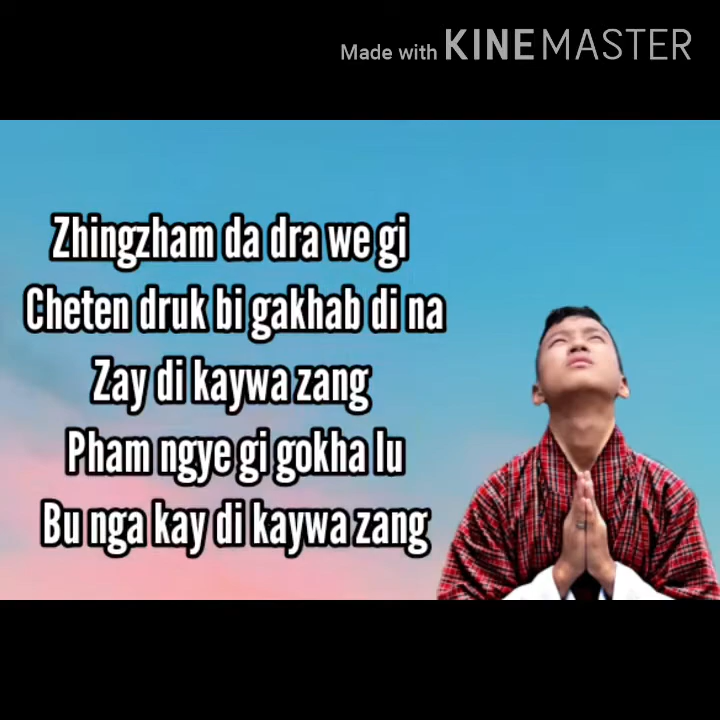 Made with KINEMASTER
Zhingzham da dra we gi
Cheten druk bi gakhab di na
Zay di kaywa zang
Pham ngye gi gokha lu
Bu nga kay di kaywa zang